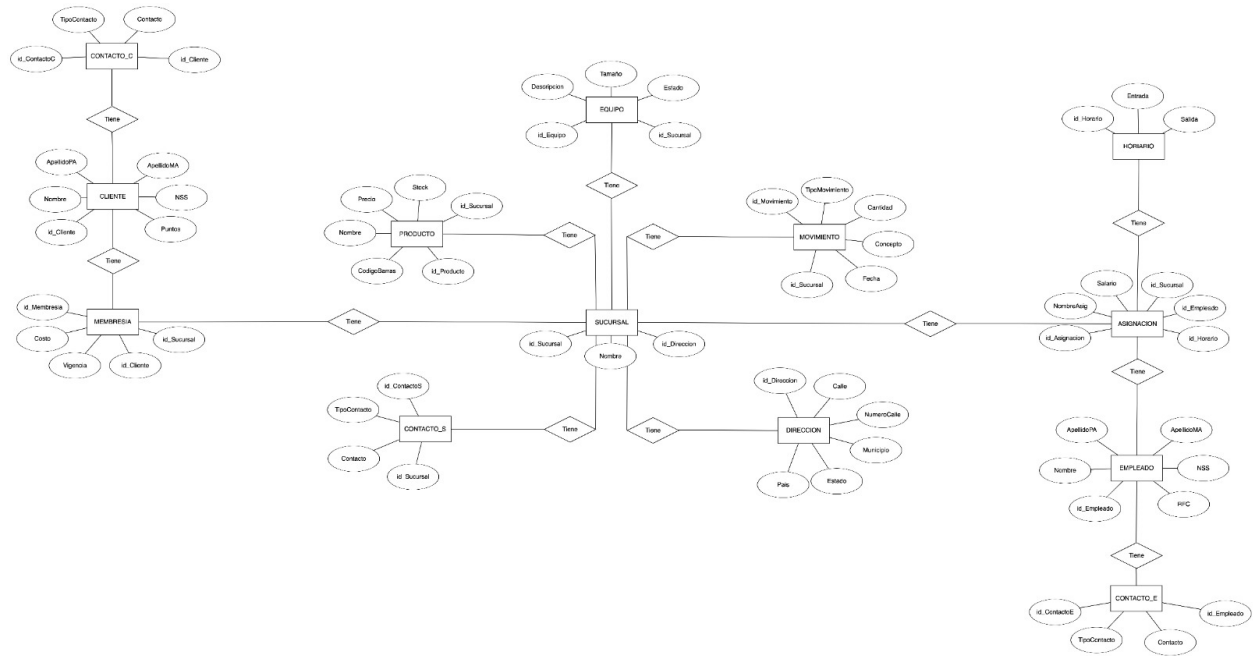 TipoContacto
Contacto
id_ContactoC
CONTACTO_C
id_Cliente
Tiene
ApellidoPA
ApellidoMA
Nombre
CLIENTE
NSS
id_Cliente
Puntos
Tiene
id_Membresia
MEMBRESIA
Costo
id_Sucursal
Vigencia
id_Cliente
Tiene
Tamaño
Descripcion
Estado
EQUIPO
id_Equipo
id_Sucursal
Tiene
Stock
Precio
id_Sucursal
Nombre
PRODUCTO
CodigoBarras
id_Producto
Tiene
TipoMovimiento
id_Movimiento
Cantidad
Tiene
MOVIMIENTO
Concepto
id_Sucursal
Fecha
SUCURSAL
id_Sucursal
Nombre
id_Direccion
Tiene
id_ContactoS
TipoContacto
CONTACTO_S
Contacto
id_Sucursal
Tiene
id_Direccion
Calle
NumeroCalle
Tiene
DIRECCION
Municipio
Pais
Estado
Entrada
id_Horario
Salida
HORIARIO
Tiene
Salario
id_Sucursal
NombreAsig
id_Empleado
ASIGNACION
id_Asignacion
id_Horario
Tiene
ApellidoPA
ApellidoMA
Nombre
EMPLEADO
NSS
id_Empleado
RFC
Tiene
CONTACTO_E
id_ContactoE
id_Empleado
TipoContacto
Contacto